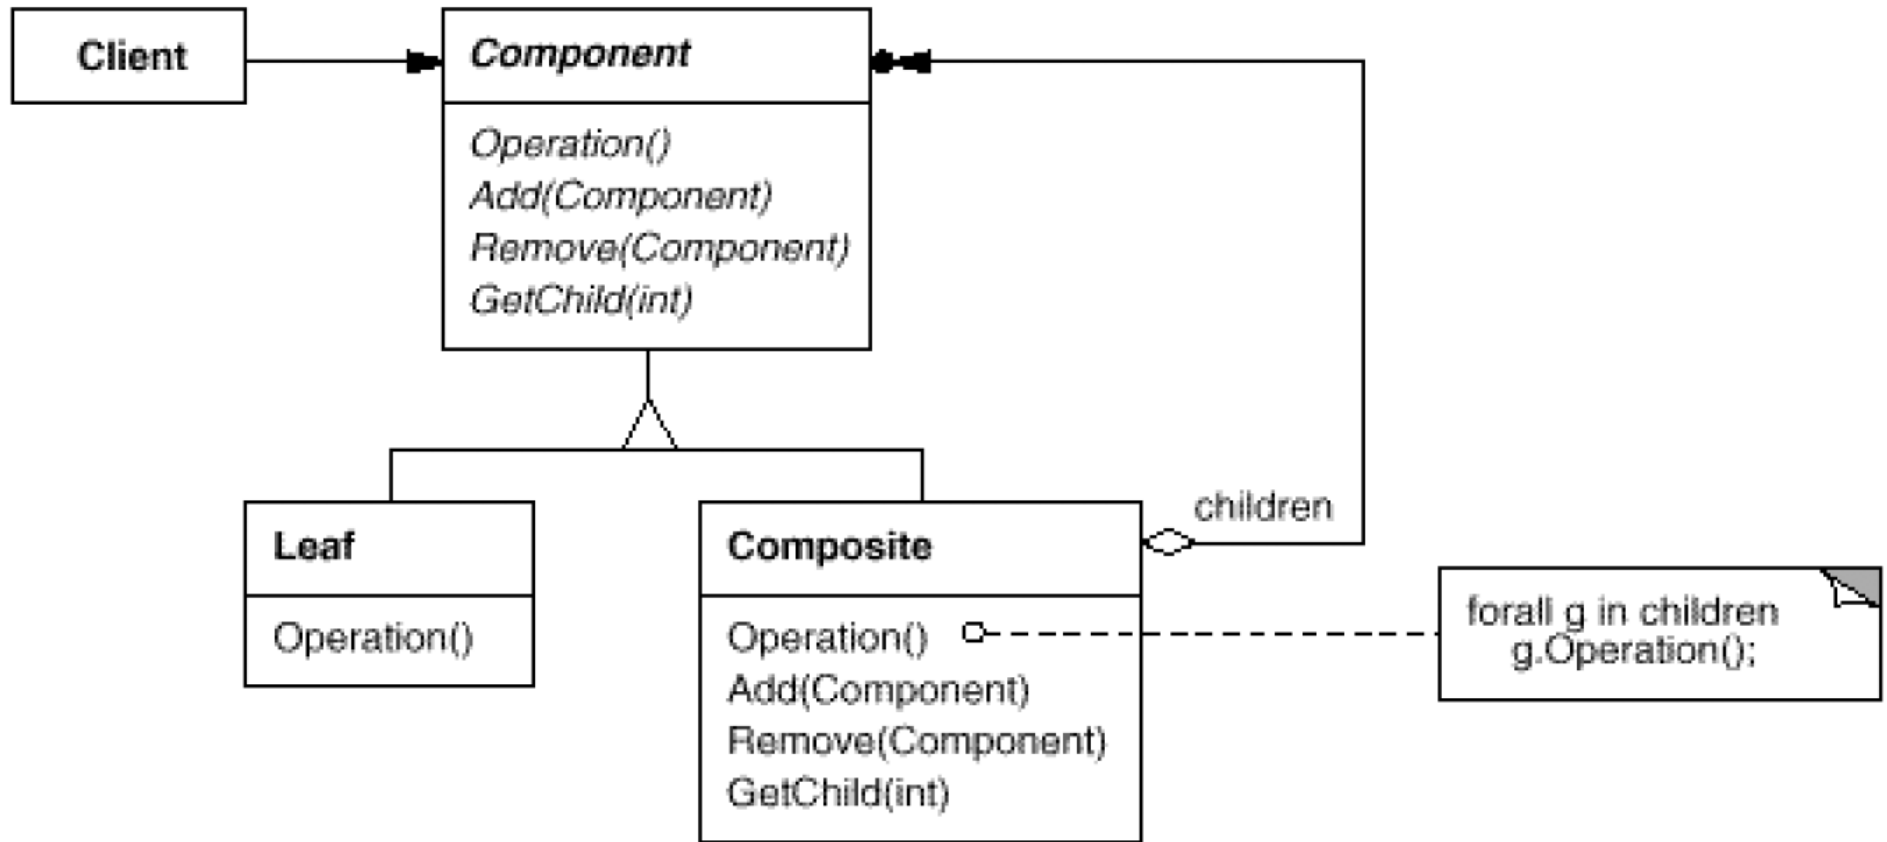 Client
Component
Operation()
Add(Component)
Remove(Component)
GetChild(int)
Leaf
Operation()
Composite
Operation()
Add(Component)
Remove(Component)
GetChild(int)
children
forall g in children
g.Operation();